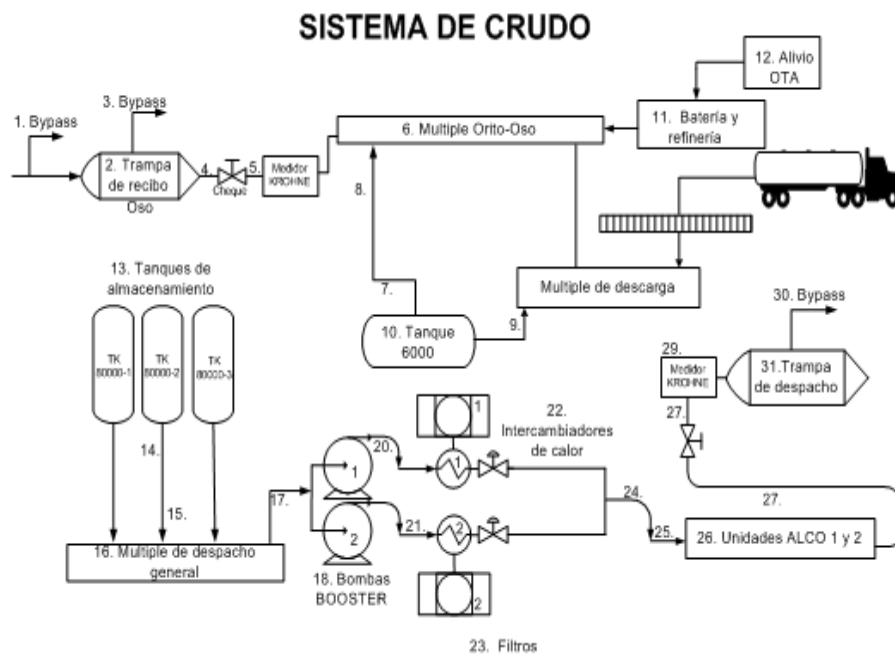 SISTEMA DE CRUDO
12. Alivio
OTA
3. Bypass
1. Bypass
6. Multiple Orito-Oso
11. Batería y
refinería
2. Trampa
de recibo
Oso
4.
Cheque
5.
Medidor
KROHNE
8.
13. Tanques de
almacenamiento
7.
Multiple de descarga
30. Bypass
10. Tanque
6000
9.
TK
80000-1
TK
80000-2
TK
80000-3
29.
Medidor
KROHNE
31.Trampa
de despacho
27.
1
22.
Intercambiadores
de calor
14.
20.
1
1
15.
17.
24.
27.
16. Multiple de despacho
general
2
21.
2
25.
26. Unidades ALCO 1 y 2
18. Bombas
BOOSTER
2
23. Filtros